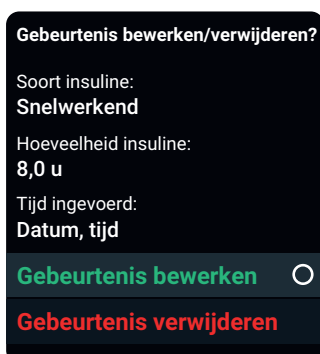 Gebeurtenis bewerken/verwijderen?
Soort insuline:
Snelwerkend
Hoeveelheid insuline:
8,0 u
Tijd ingevoerd:
Datum, tijd
Gebeurtenis bewerken
Gebeurtenis verwijderen